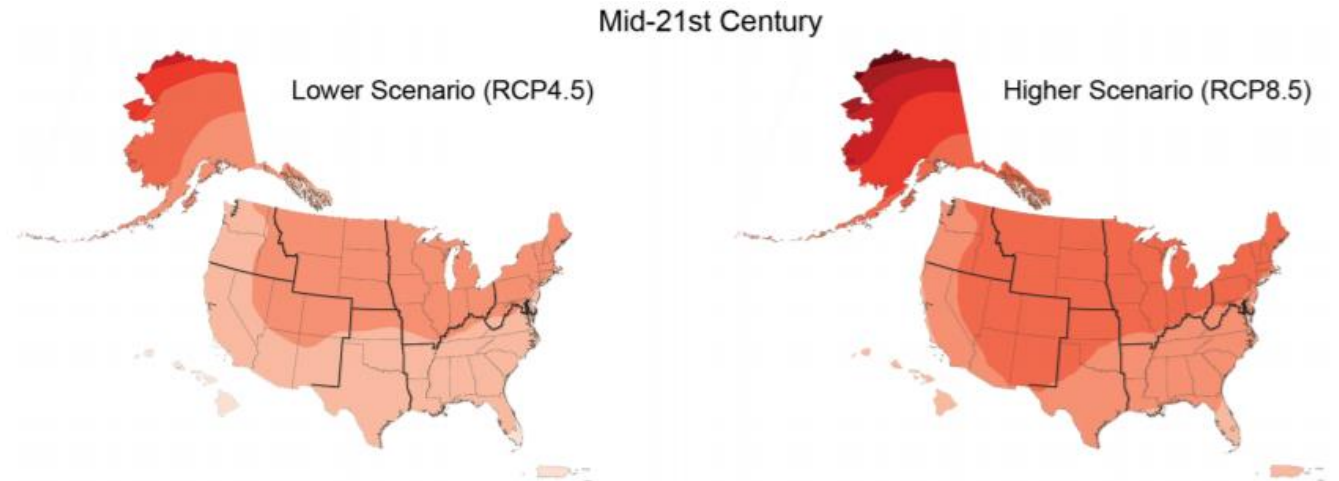 Mid-21st Century
Lower Scenario (RCP4.5)
Higher Scenario (RCP8.5)